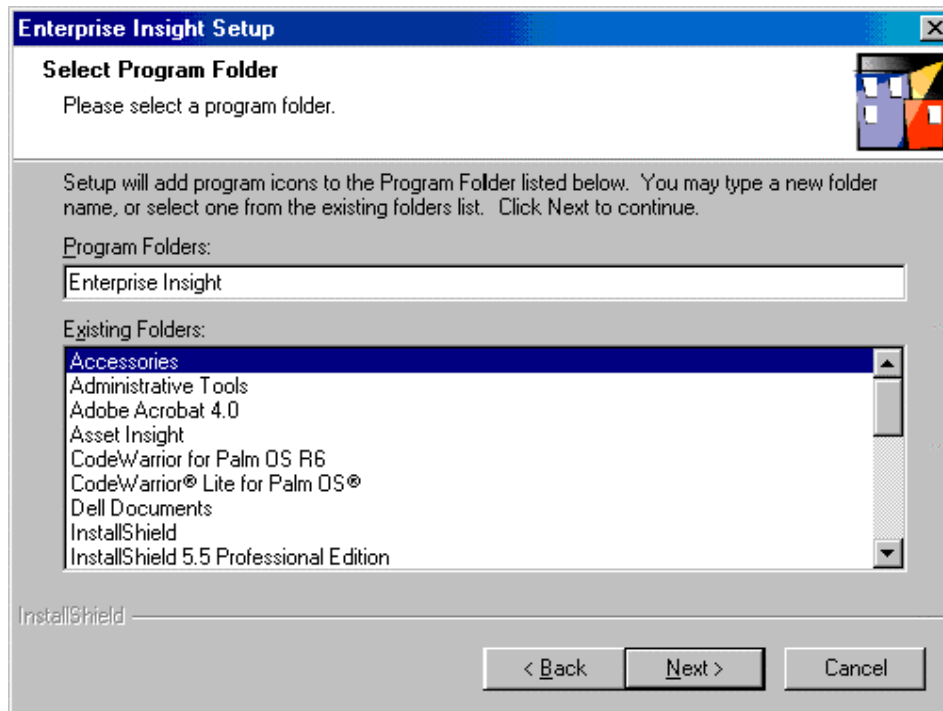 Enterprise Insight Setup
Select Program Folder
Please select a program folder.
Setup will add program icons to the Program Folder listed below. You may type a new folder
name, or select one from the existing folders list. Click Next to continue.
Program Folders:
Enterprise Insight
Existing Folders:
Accessories
Administrative Tools
Adobe Acrobat 4.0
Asset Insight
CodeWarrior for Palm OS R6
CodeWarrior® Lite for Palm OS®
Dell Documents
InstallShield
InstallShield 5.5 Professional Edition
InstallShield
< Back Next > Cancel